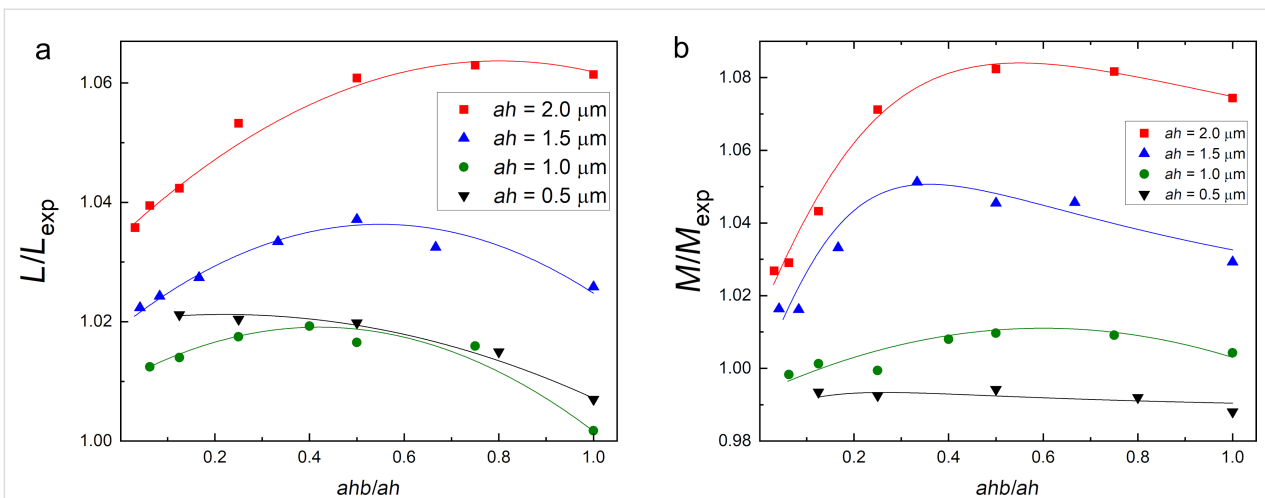 a
L/Lexp
1.06
1.04
1.02
1.00
ah = 2.0 μm
ah = 1.5 μm
ah = 1.0 μm
ah = 0.5 μm
0.2 0.4 0.6 0.8 1.0
ahb/ah
b
M/Mexp
1.08
1.06
1.04
1.02
1.00
0.98
ah = 2.0 μm
ah = 1.5 μm
ah = 1.0 μm
ah = 0.5 μm
0.2 0.4 0.6 0.8 1.0
ahb/ah